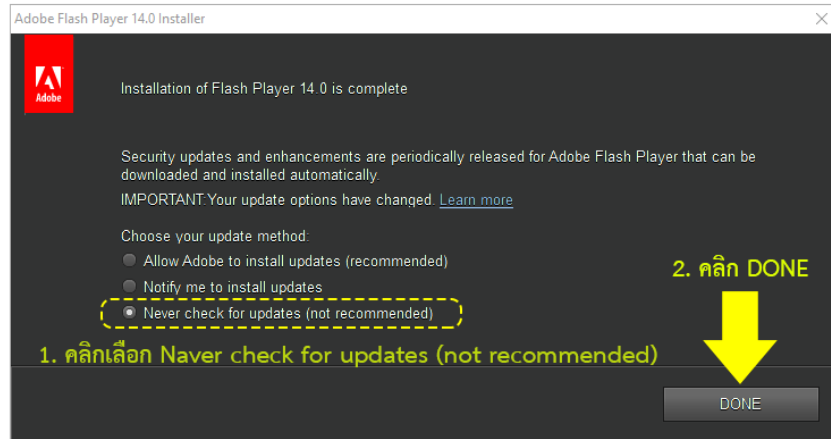 Adobe Flash Player 14.0 Installer
Adobe
Installation of Flash Player 14.0 is complete
Security updates and enhancements are periodically released for Adobe Flash Player that can be
downloaded and installed automatically.
IMPORTANT:Your update options have changed. Learn more
Choose your update method:
Allow Adobe to install updates (recommended)
Notify me to install updates
Never check for updates (not recommended)
1. คลิกเลือก Naver check for updates (not recommended)
2. คลิก DONE
DONE